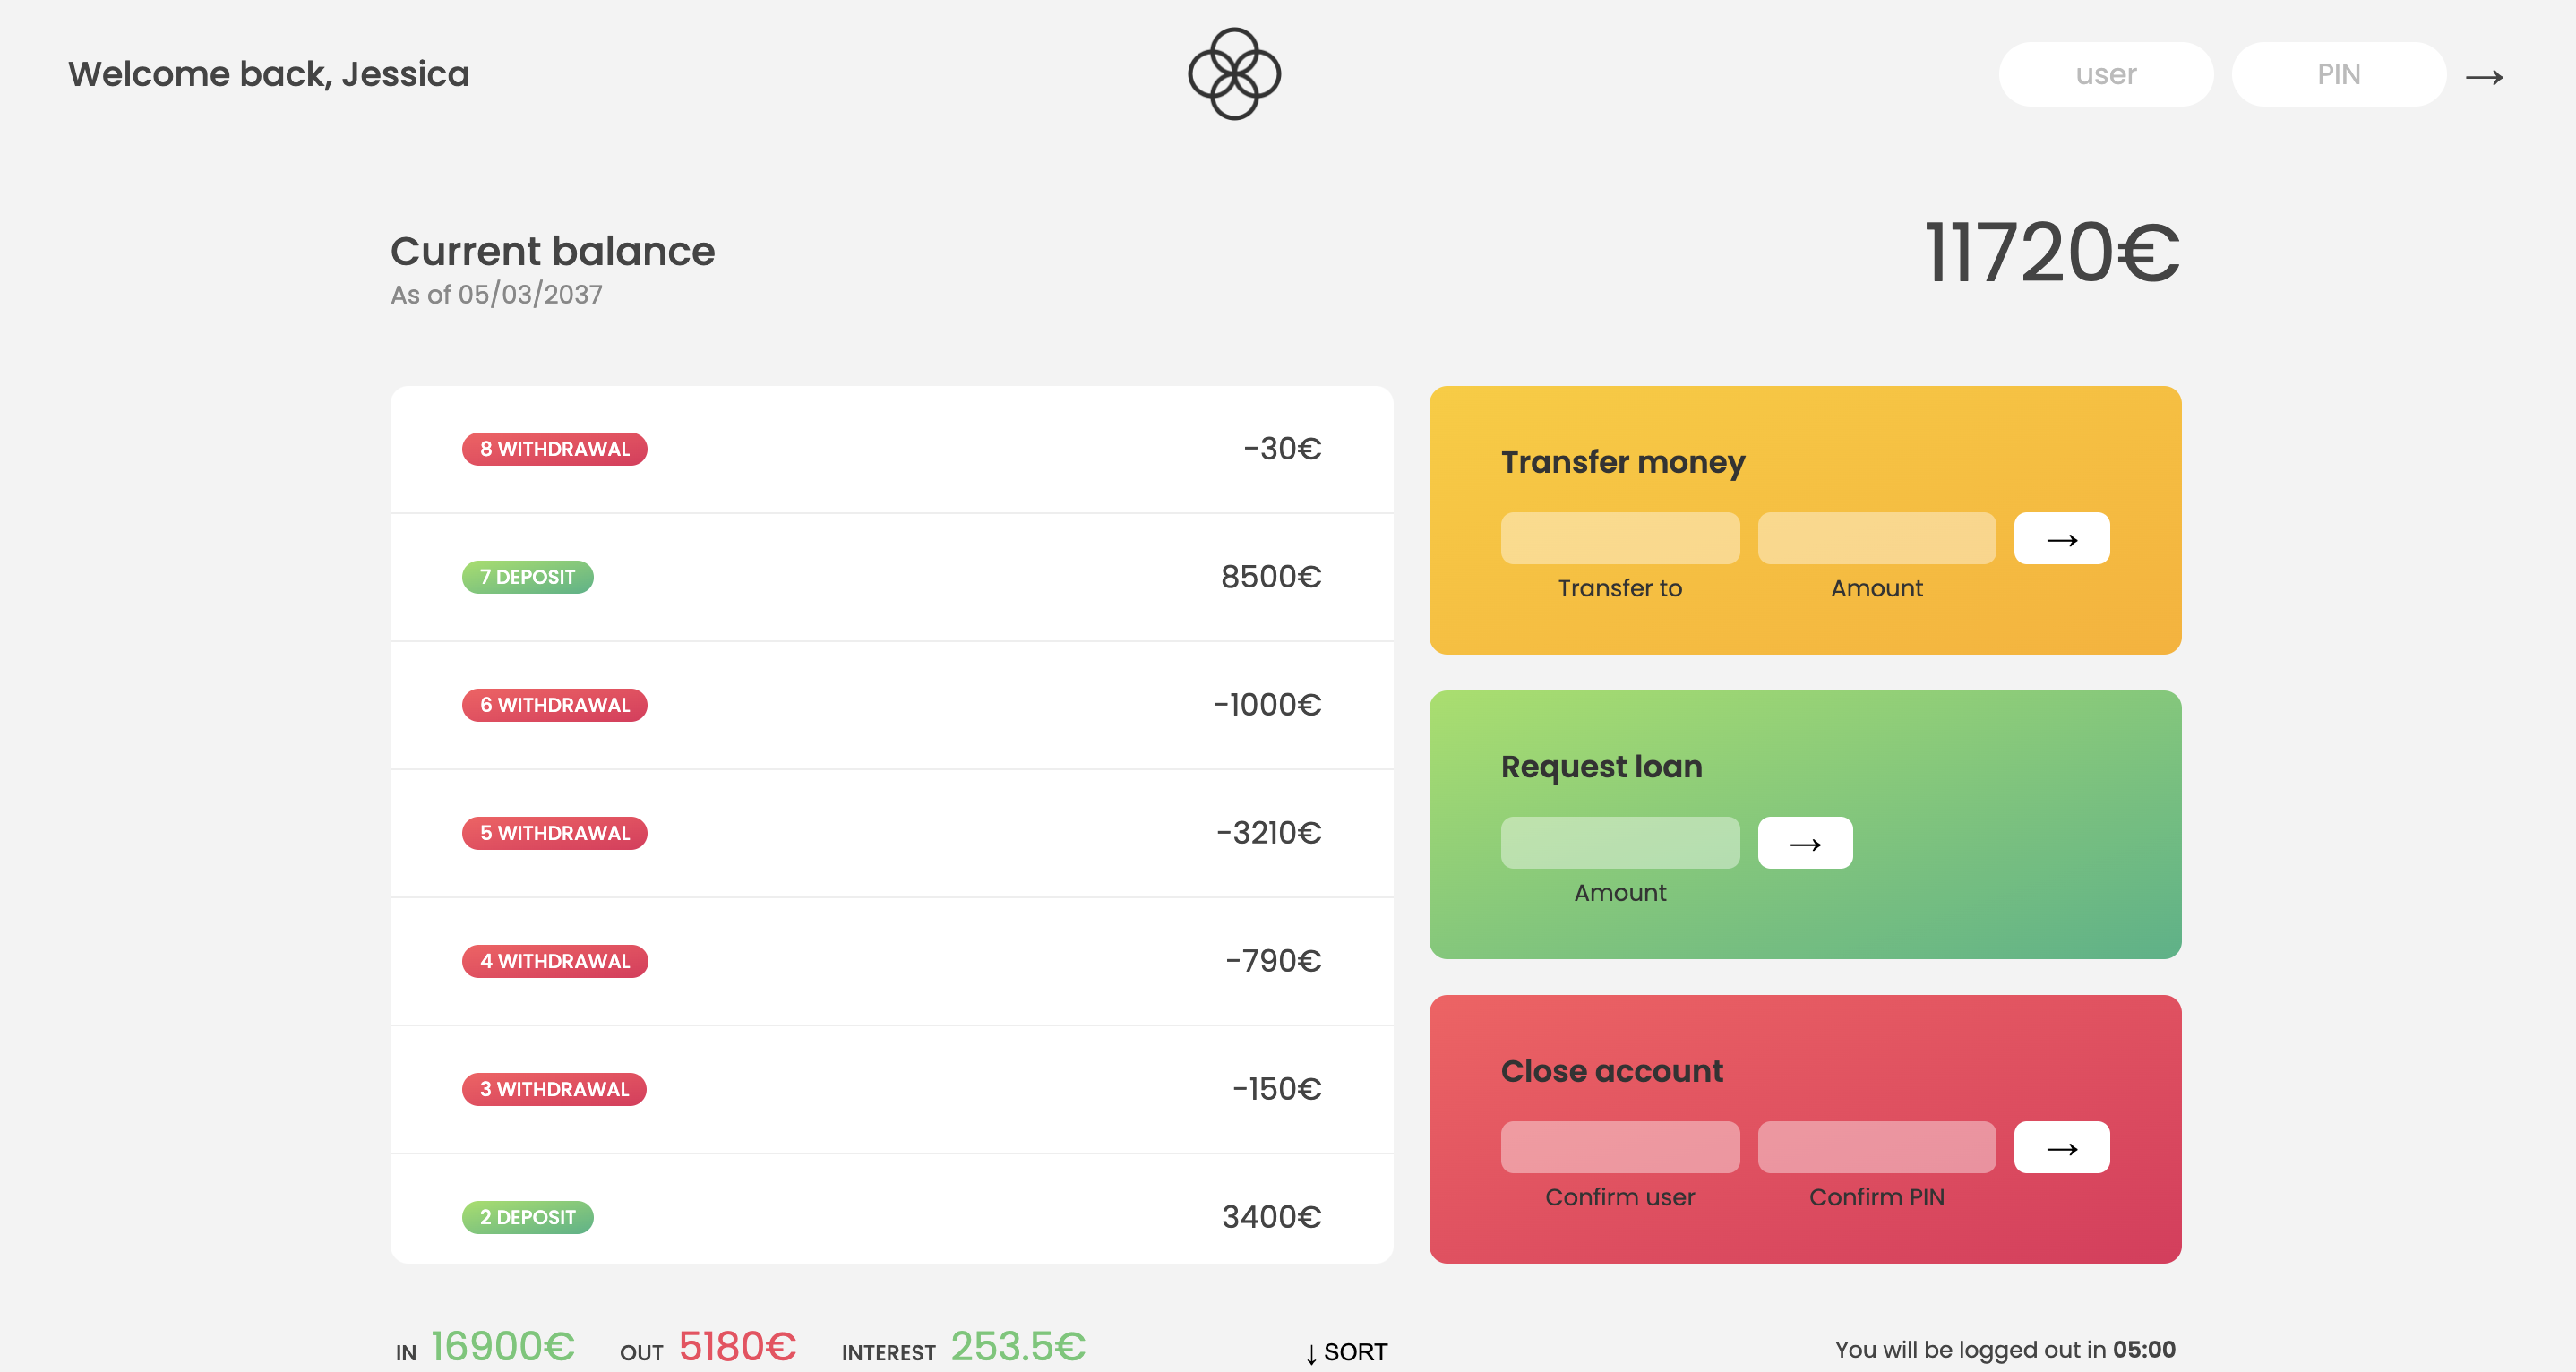 Welcome back, Jessica
user
PIN
→
Current balance
As of 05/03/2037
11720€
8 WITHDRAWAL
-30€
7 DEPOSIT
8500€
6 WITHDRAWAL
-1000€
5 WITHDRAWAL
-3210€
4 WITHDRAWAL
-790€
3 WITHDRAWAL
-150€
2 DEPOSIT
3400€
Transfer money
→
Transfer to
Amount
Request loan
→
Amount
Close account
→
Confirm user
Confirm PIN
IN 16900€ OUT 5180€ INTEREST 253.5€
↓ SORT
You will be logged out in 05:00